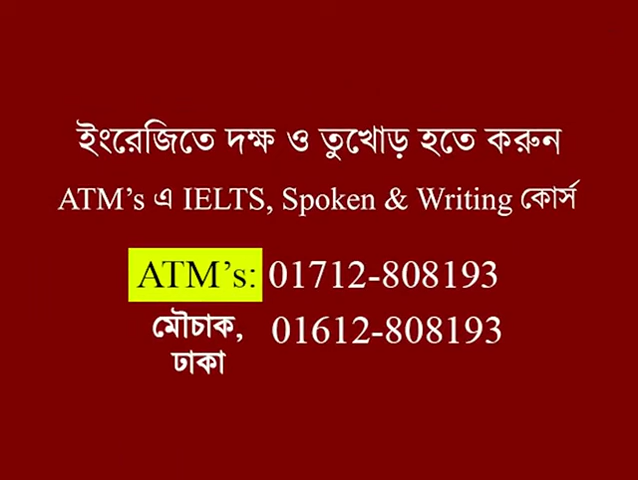 ইংরেজিতে দক্ষ ও তুখোড় হতে করুন
ATM's এ IELTS, Spoken & Writing কোর্স
ATM's: 01712-808193
মৌচাক, 01612-808193
ঢাকা